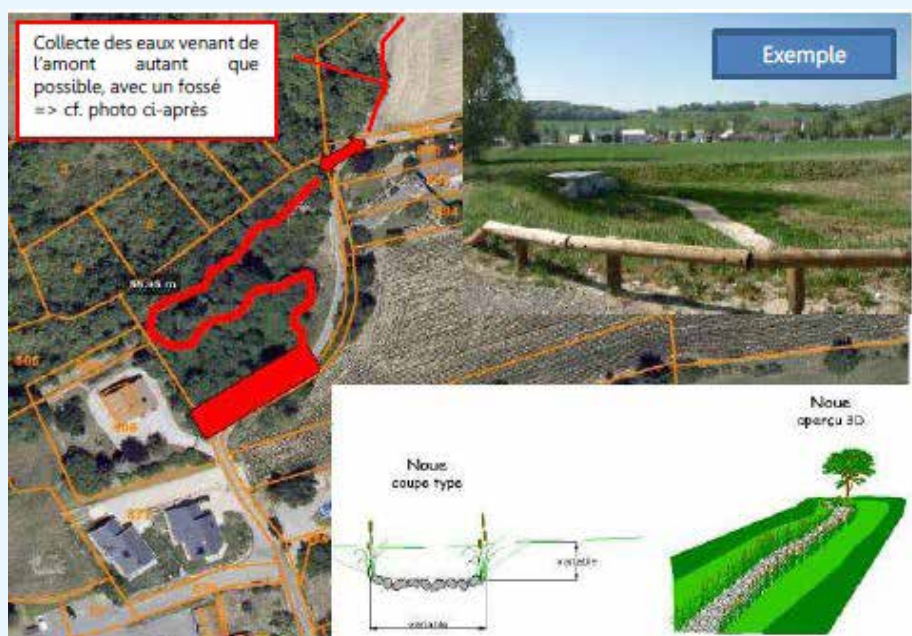 Collecte des eaux venant de
l'amont autant que
possible, avec un fossé
=> cf. photo ci-après
Exemple
Noue
aperçu 3D
Noue
coupe type
variable
variable